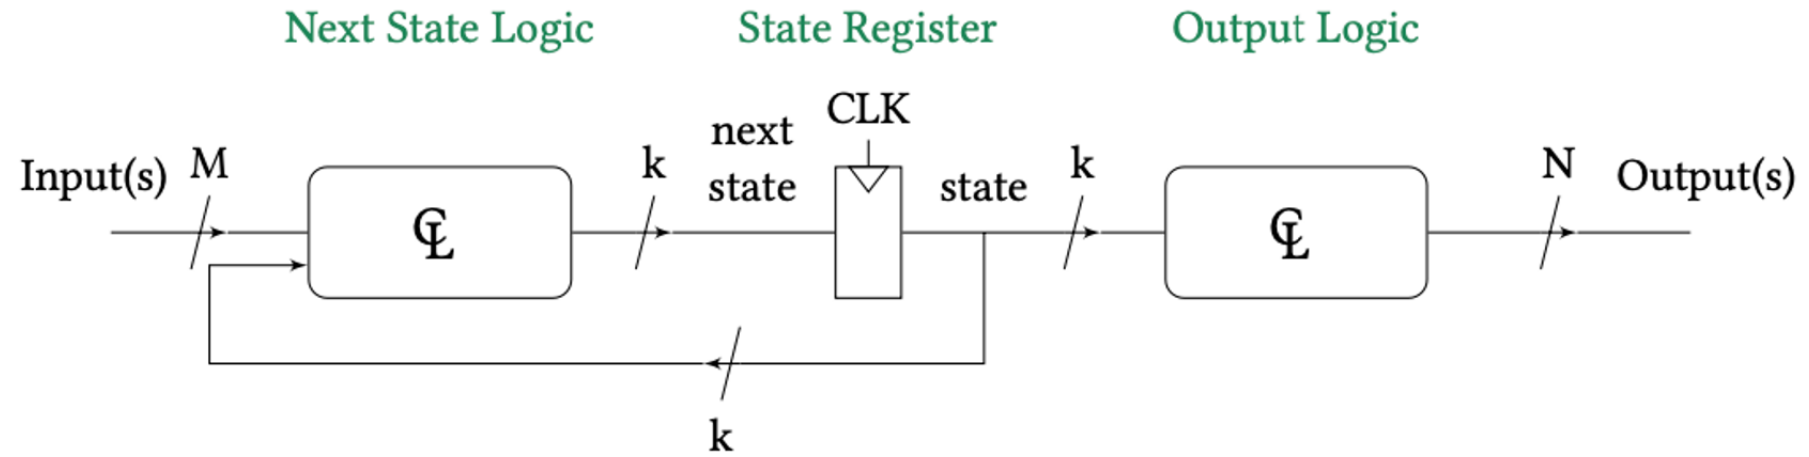 Next State Logic
State Register
Output Logic
CLK
next
Input(s)
M
k
state
state
k
N
Output(s)
CL
CL
k